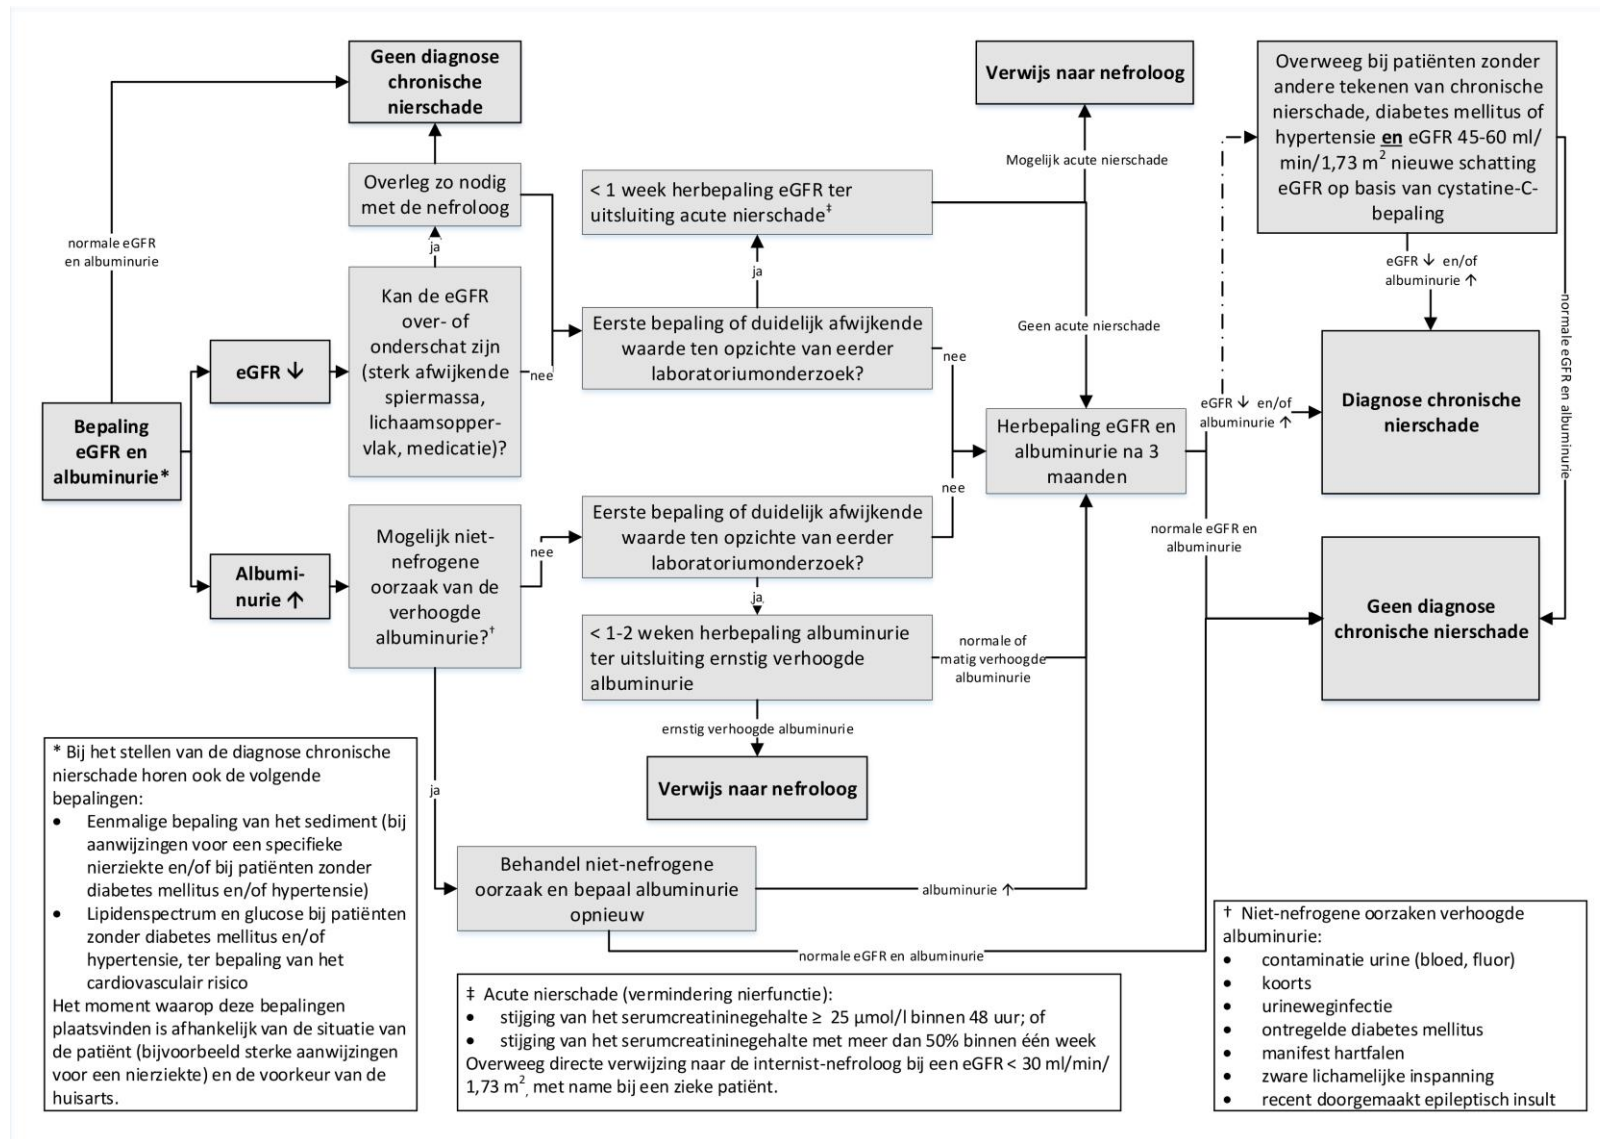 Geen diagnose
chronische
nierschade
Verwijs naar nefroloog
Overweeg bij patiënten zonder
andere tekenen van chronische
nierschade, diabetes mellitus of
hypertensie en eGFR 45-60 ml/
min/1,73 m² nieuwe schatting
eGFR op basis van cystatine-C-
bepaling
Mogelijk acute nierschade
Overleg zo nodig
met de nefroloog
< 1 week herbepaling eGFR ter
uitsluiting acute nierschade‡
normale eGFR
en albuminurie
ja
ja
eGFR ↓ en/of
albuminurie ↑
Kan de eGFR
over- of
onderschat zijn
(sterk afwijkende
spiermassa,
lichaamsopper-
vlak, medicatie)?
Eerste bepaling of duidelijk afwijkende
waarde ten opzichte van eerder
laboratoriumonderzoek?
Geen acute nierschade
normale eGFR en albuminurie
eGFR ↓
nee
nee
Bepaling
eGFR en
albuminurie*
Herbepaling eGFR en
albuminurie na 3
maanden
eGFR ↓ en/of
albuminurie ↑
Diagnose chronische
nierschade
nee
Albumi-
nurie ↑
Mogelijk niet-
nefrogene
oorzaak van de
verhoogde
albuminurie?†
nee
Eerste bepaling of duidelijk afwijkende
waarde ten opzichte van eerder
laboratoriumonderzoek?
normale eGFR en
albuminurie
ja
< 1-2 weken herbepaling albuminurie
ter uitsluiting ernstig verhoogde
albuminurie
normale of
matig verhoogde
albuminurie
Geen diagnose
chronische nierschade
ernstig verhoogde albuminurie
Verwijs naar nefroloog
ja
Behandel niet-nefrogene
oorzaak en bepaal albuminurie
opnieuw
albuminurie ↑
normale eGFR en albuminurie
* Bij het stellen van de diagnose chronische
nierschade horen ook de volgende
bepalingen:
• Eenmalige bepaling van het sediment (bij
aanwijzingen voor een specifieke
nierziekte en/of bij patiënten zonder
diabetes mellitus en/of hypertensie)
• Lipidenspectrum en glucose bij patiënten
zonder diabetes mellitus en/of
hypertensie, ter bepaling van het
cardiovasculair risico
Het moment waarop deze bepalingen
plaatsvinden is afhankelijk van de situatie van
de patiënt (bijvoorbeeld sterke aanwijzingen
voor een nierziekte) en de voorkeur van de
huisarts.
‡ Acute nierschade (vermindering nierfunctie):
• stijging van het serumcreatininegehalte ≥ 25 µmol/l binnen 48 uur; of
• stijging van het serumcreatininegehalte met meer dan 50% binnen één week
Overweeg directe verwijzing naar de internist-nefroloog bij een eGFR < 30 ml/min/
1,73 m², met name bij een zieke patiënt.
† Niet-nefrogene oorzaken verhoogde
albuminurie:
• contaminatie urine (bloed, fluor)
• koorts
• urineweginfectie
• ontregelde diabetes mellitus
• manifest hartfalen
• zware lichamelijke inspanning
• recent doorgemaakt epileptisch insult